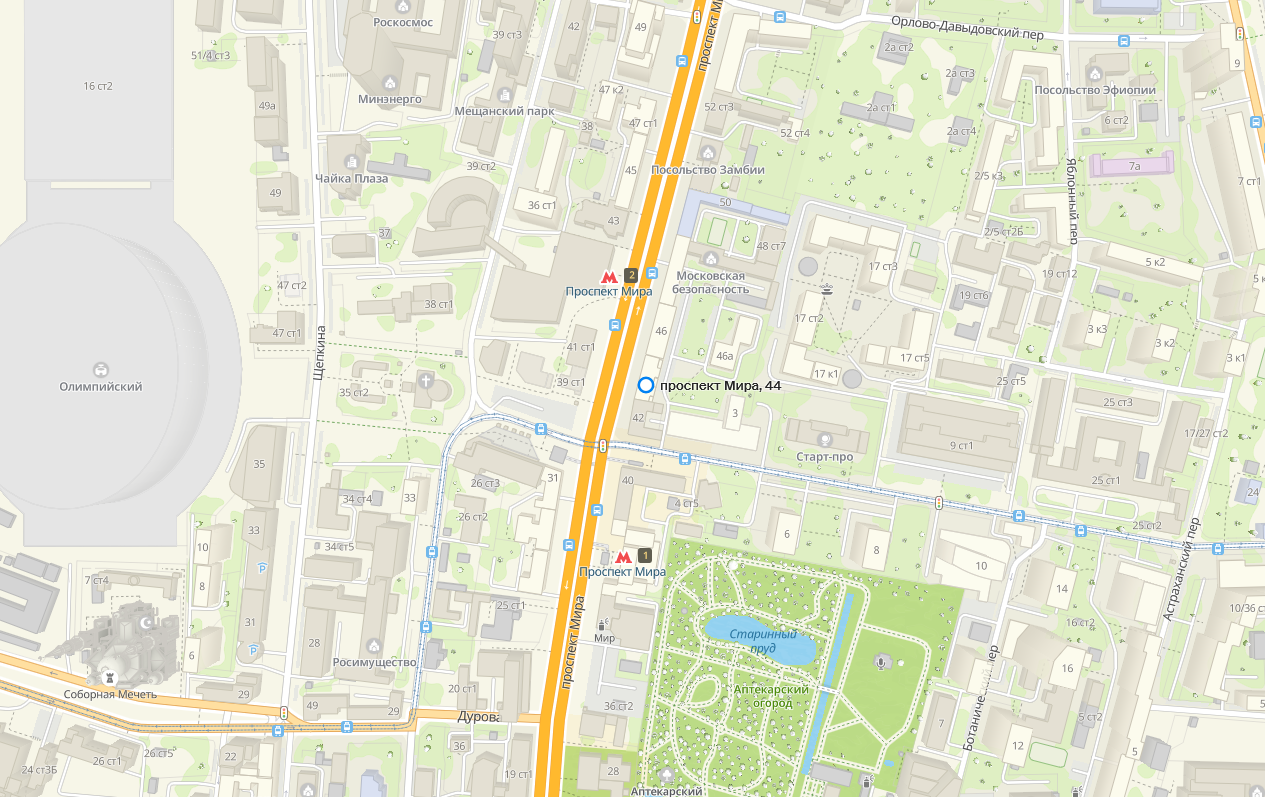 Роскосмос
39 ст3
42
49
проспект Мира
Орлово-Давыдовский пер
2а ст2
9
51/4 ст3
16 ст2
Минэнерго
47 к2
2а ст3
Посольство Эфиопии
49а
Мещанский парк
38
47 ст1
52 ст3
52 ст4
2а ст1
2а ст4
6 ст2
Чайка Плаза
39 ст2
45
Посольство Замбии
2/5 к3
7а
7 ст1
49
36 ст1
43
50
Яблонный пер
37
48 ст7
2/5 ст2Б
17 ст3
5 к2
2
Проспект Мира
Московская
безопасность
19 ст12
19 ст6
47 ст2
38 ст1
47 ст1
46
17 ст2
3 к3
3 к2
41 ст1
46а
17 ст5
3 к1
Щепкина
Олимпийский
39 ст1
проспект Мира, 44
17 к1
25 ст5
35 ст2
42
3
25 ст3
Старт-про
9 ст1
17/27 ст2
35
26 ст3
31
40
25 ст1
24
34 ст4
33
4 ст5
26 ст2
33
25 ст2
10
34 ст5
6
8
1
Проспект Мира
10
7 ст4
8
14
Астраханский пер
25 ст1
10/36 ст
31
28
Мир
Старинный
пруд
16 ст2
6
Росимущество
проспект Мира
16
Соборная Мечеть
29
20 ст1
Аптекарский
огород
49
29
Дурова
36 ст2
7
5 ст2
36
12
5
24 ст3Б
26 ст1
26 ст5
22
19 ст1
28
Аптекарский